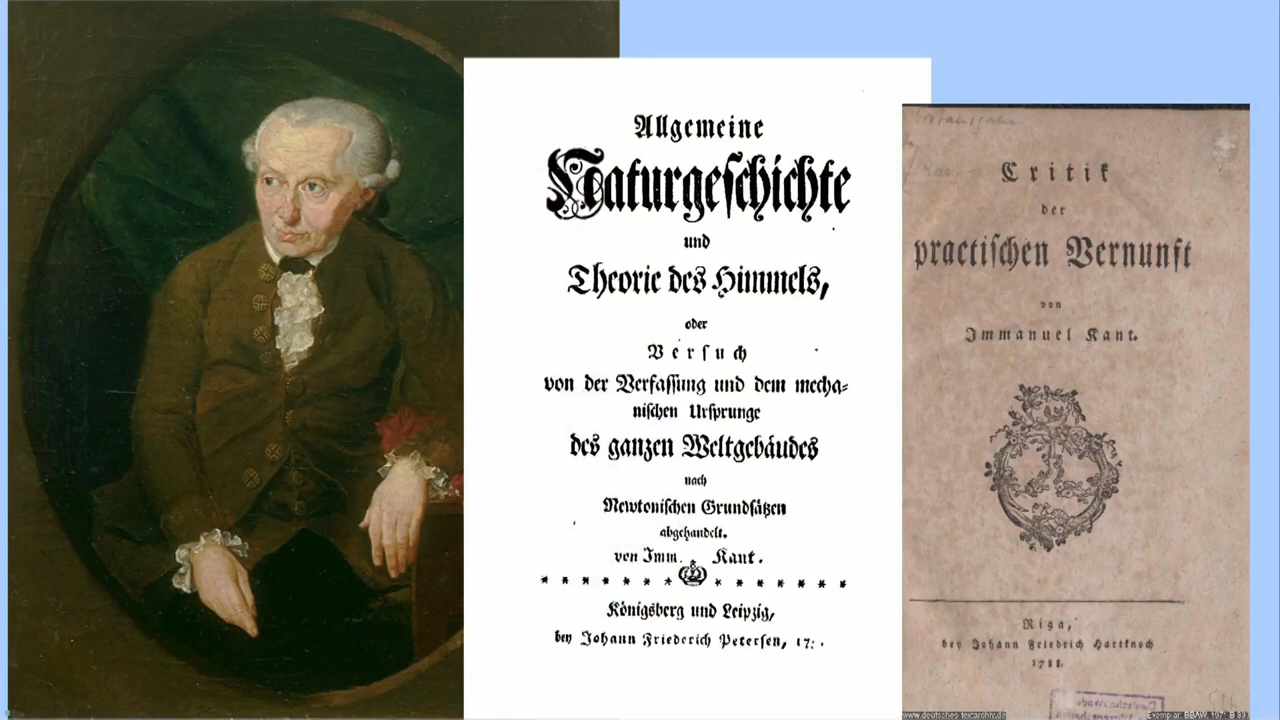 Allgemeine
Naturgeschichte
und
Theorie des Himmels,
oder
Versuch
von der Verfassung und dem mecha-
nischen Ursprunge
des ganzen Weltgebäudes
nach
Newtonischen Grundsätzen
abgehandelt.
von Imm. Kant.
Königsberg und Leipzig,
bey Johann Friederich Petersen,
Critik
der
practischen Vernunft
von
Immanuel Kant.
Riga,
bey Johann Friedrich Hartknoch
1788.
www.deutsches-textarchiv.de
Exemplar: BBAW,